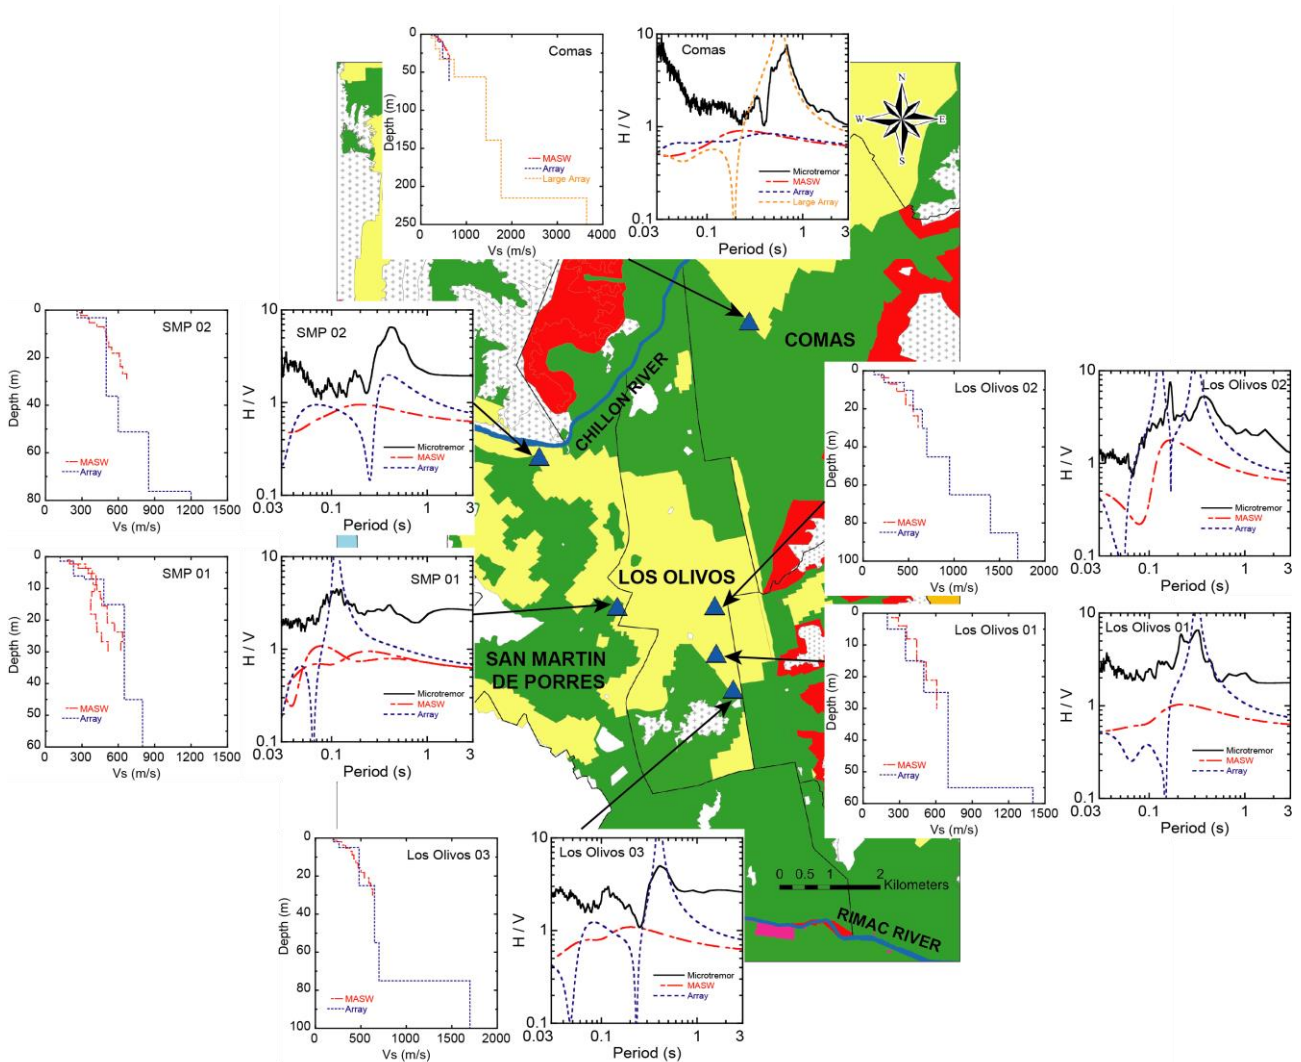 Comas
0
50
100
150
200
250
Depth (m)
MASW
Array
Large Array
0
1000
2000
3000
4000
Vs (m/s)
Comas
10
1
0.1
H / V
Microtremor
MASW
Array
Large Array
0.03
0.1
1
3
Period (s)
N
W
E
S
SMP 02
0
20
40
60
80
Depth (m)
MASW
Array
0
300
600
900
1200
1500
Vs (m/s)
SMP 02
10
1
0.1
H / V
Microtremor
MASW
Array
0.03
0.1
1
3
Period (s)
CHILLON RIVER
COMAS
Los Olivos 02
0
20
40
60
80
100
Depth (m)
MASW
Array
0
500
1000
1500
2000
Vs (m/s)
Los Olivos 02
10
1
0.1
H / V
Microtremor
MASW
Array
0.03
0.1
1
3
Period (s)
SMP 01
0
10
20
30
40
50
60
Depth (m)
MASW
Array
0
300
600
900
1200
1500
Vs (m/s)
SMP 01
10
1
0.1
H / V
Microtremor
MASW
Array
0.03
0.1
1
3
Period (s)
LOS OLIVOS
SAN MARTIN
DE PORRES
Los Olivos 01
0
10
20
30
40
50
60
Depth (m)
MASW
Array
0
300
600
900
1200
1500
Vs (m/s)
Los Olivos 01
10
1
0.1
H / V
Microtremor
MASW
Array
0.03
0.1
1
3
Period (s)
Los Olivos 03
0
20
40
60
80
100
Depth (m)
MASW
Array
0
500
1000
1500
2000
Vs (m/s)
Los Olivos 03
10
1
0.1
H / V
Microtremor
MASW
Array
0.03
0.1
1
3
Period (s)
0 0.5 1 2
Kilometers
RIMAC RIVER